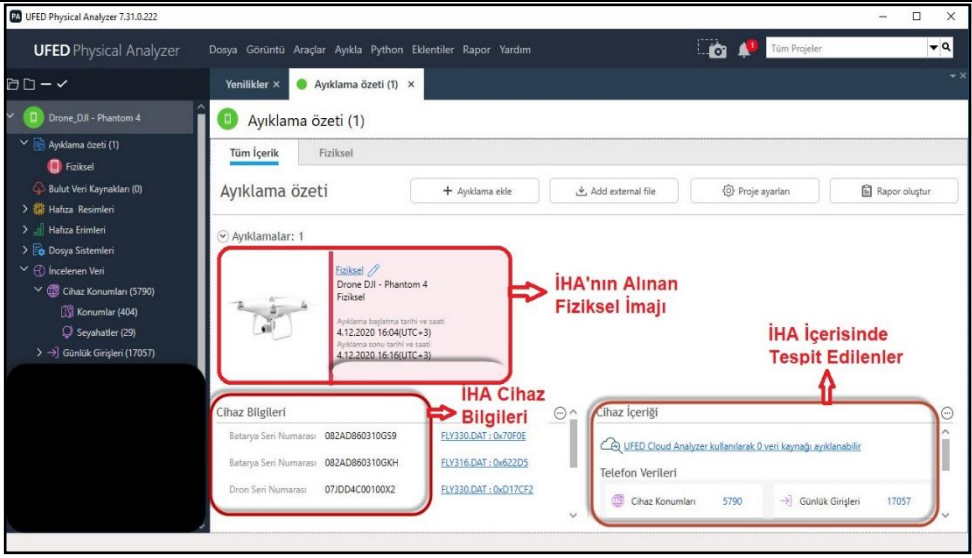 UFED Physical Analyzer 7.31.0.222
UFED Physical Analyzer
Dosya Görüntü Araçlar Ayıkla Python Eklentiler Rapor Yardım
1
Tüm Projeler
Yenilikler ×
Ayıklama özeti (1) ×
Drone_DJI - Phantom 4
Ayıklama özeti (1)
Fiziksel
Bulut Veri Kaynakları (0)
Hafıza Resimleri
Hafıza Erimleri
Dosya Sistemleri
İncelenen Veri
Cihaz Konumları (5790)
Konumlar (404)
Seyahatler (29)
Günlük Girişleri (17057)
Ayıklama özeti (1)
Tüm İçerik Fiziksel
Ayıklama özeti
+ Ayıklama ekle
Add external file
Proje ayarları
Rapor oluştur
Ayıklamalar: 1
Fiziksel
Drone DJI - Phantom 4
Fiziksel
Ayıklama başlatma tarihi ve saati
4.12.2020 16:04(UTC+3)
Ayıklama sonu tarihi ve saati
4.12.2020 16:16(UTC+3)
İHA'nın Alınan
Fiziksel İmajı
İHA İçerisinde
Tespit Edilenler
İHA Cihaz
Bilgileri
Cihaz Bilgileri
Batarya Seri Numarası 082AD860310GS9 FLY330.DAT : 0x70F0E
Batarya Seri Numarası 082AD860310GKH FLY316.DAT : 0x622D5
Dron Seri Numarası 07JDD4C00100X2 FLY330.DAT : 0xD17CF2
Cihaz İçeriği
UFED Cloud Analyzer kullanılarak 0 veri kaynağı ayıklanabilir
Telefon Verileri
Cihaz Konumları 5790
Günlük Girişleri 17057